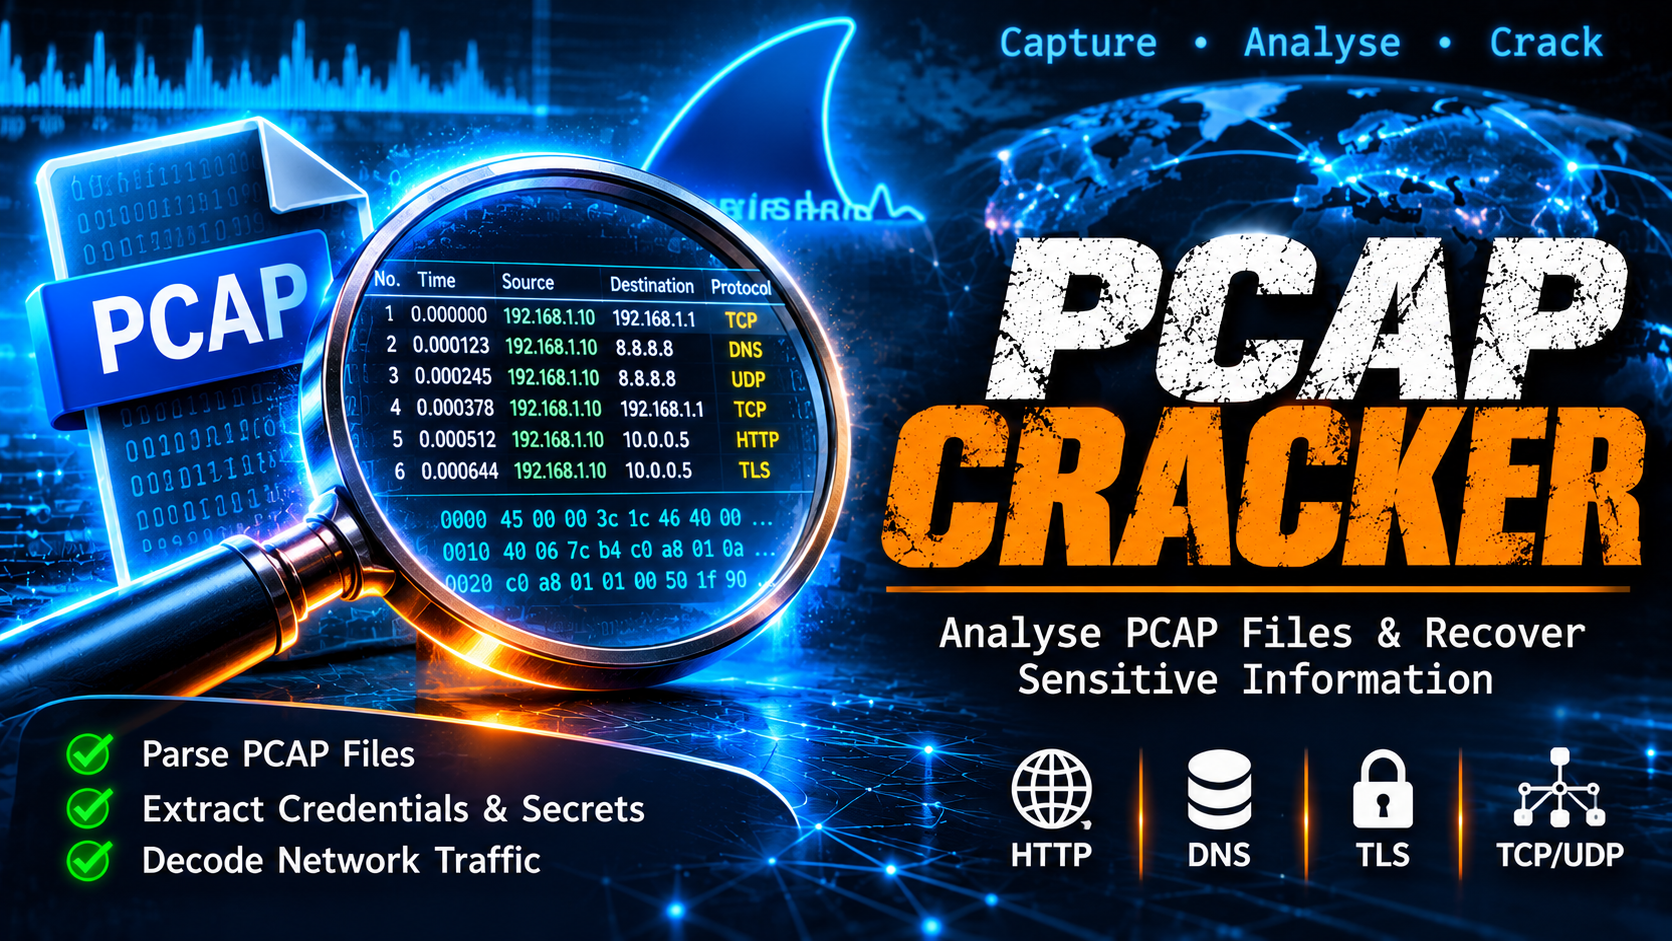 Capture • Analyse • Crack
PCAP
No. Time Source Destination Protocol
1 0.000000 192.168.1.10 192.168.1.1 TCP
2 0.000123 192.168.1.10 8.8.8.8 DNS
3 0.000245 192.168.1.10 8.8.8.8 UDP
4 0.000378 192.168.1.10 192.168.1.1 TCP
5 0.000512 192.168.1.10 10.0.0.5 HTTP
6 0.000644 192.168.1.10 10.0.0.5 TLS
0000 45 00 00 3c 1c 46 40 00 ...
0010 40 06 7c b4 c0 a8 01 0a ...
0020 c0 a8 01 01 00 50 1f 90 ..
PCAP
CRACKER
Analyse PCAP Files & Recover
Sensitive Information
Parse PCAP Files
Extract Credentials & Secrets
Decode Network Traffic
HTTP DNS TLS TCP/UDP